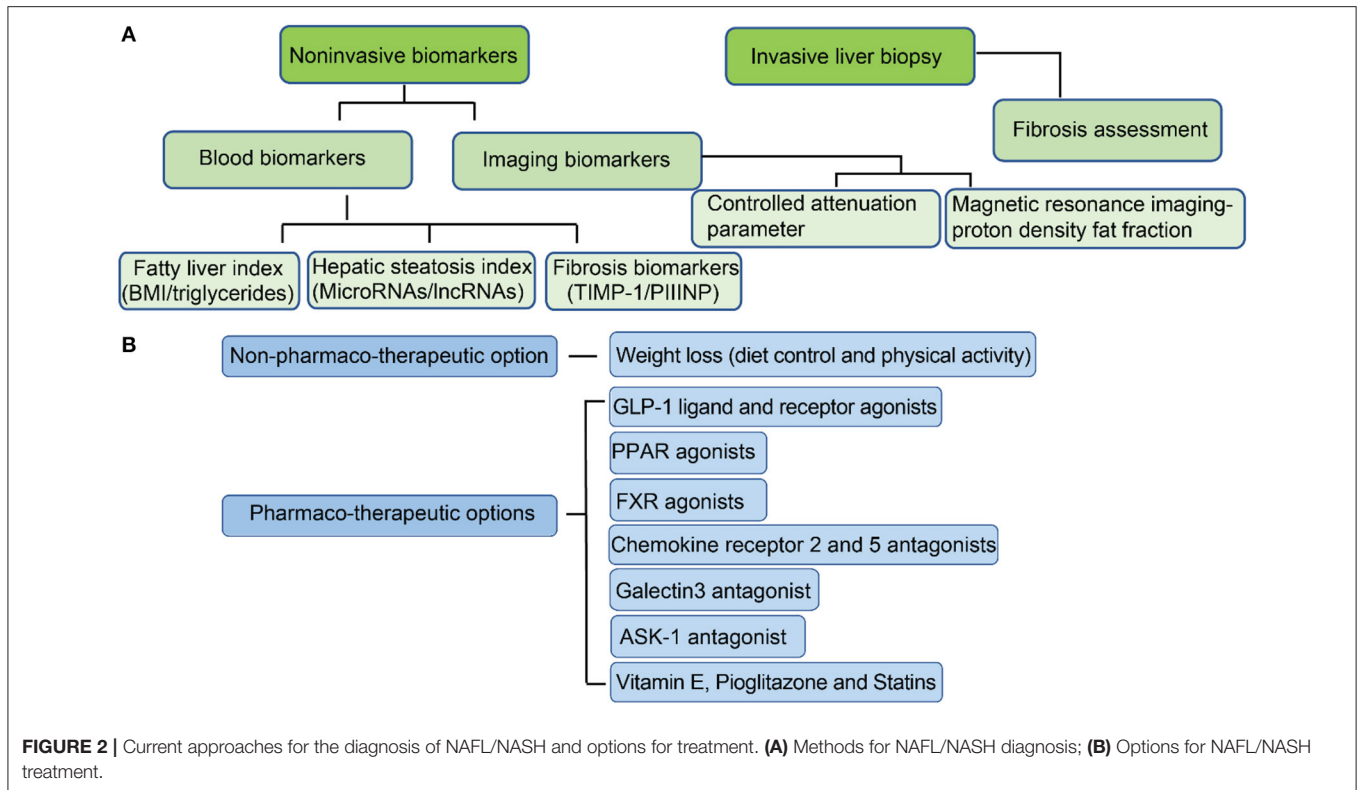 A
Noninvasive biomarkers
Invasive liver biopsy
Fibrosis assessment
Blood biomarkers
Imaging biomarkers
Controlled attenuation
parameter
Magnetic resonance imaging-
proton density fat fraction
Fatty liver index
(BMI/triglycerides)
Hepatic steatosis index
(MicroRNAs/lncRNAs)
Fibrosis biomarkers
(TIMP-1/PIIINP)
B
Non-pharmaco-therapeutic option
Weight loss (diet control and physical activity)
Pharmaco-therapeutic options
GLP-1 ligand and receptor agonists
PPAR agonists
FXR agonists
Chemokine receptor 2 and 5 antagonists
Galectin3 antagonist
ASK-1 antagonist
Vitamin E, Pioglitazone and Statins
FIGURE 2 | Current approaches for the diagnosis of NAFL/NASH and options for treatment. (A) Methods for NAFL/NASH diagnosis; (B) Options for NAFL/NASH
treatment.